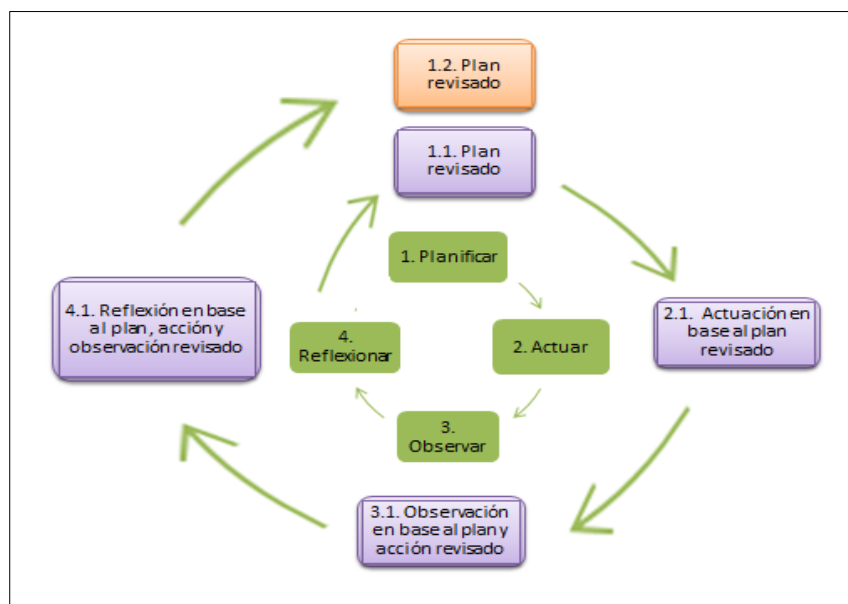 1.2. Plan
revisado
1.1. Plan
revisado
1. Planificar
2. Actuar
3.
Observar
4.
Reflexionar
2.1. Actuación en
base al plan
revisado
3.1. Observación
en base al plan y
acción revisado
4.1. Reflexión en base
al plan, acción y
observación revisado